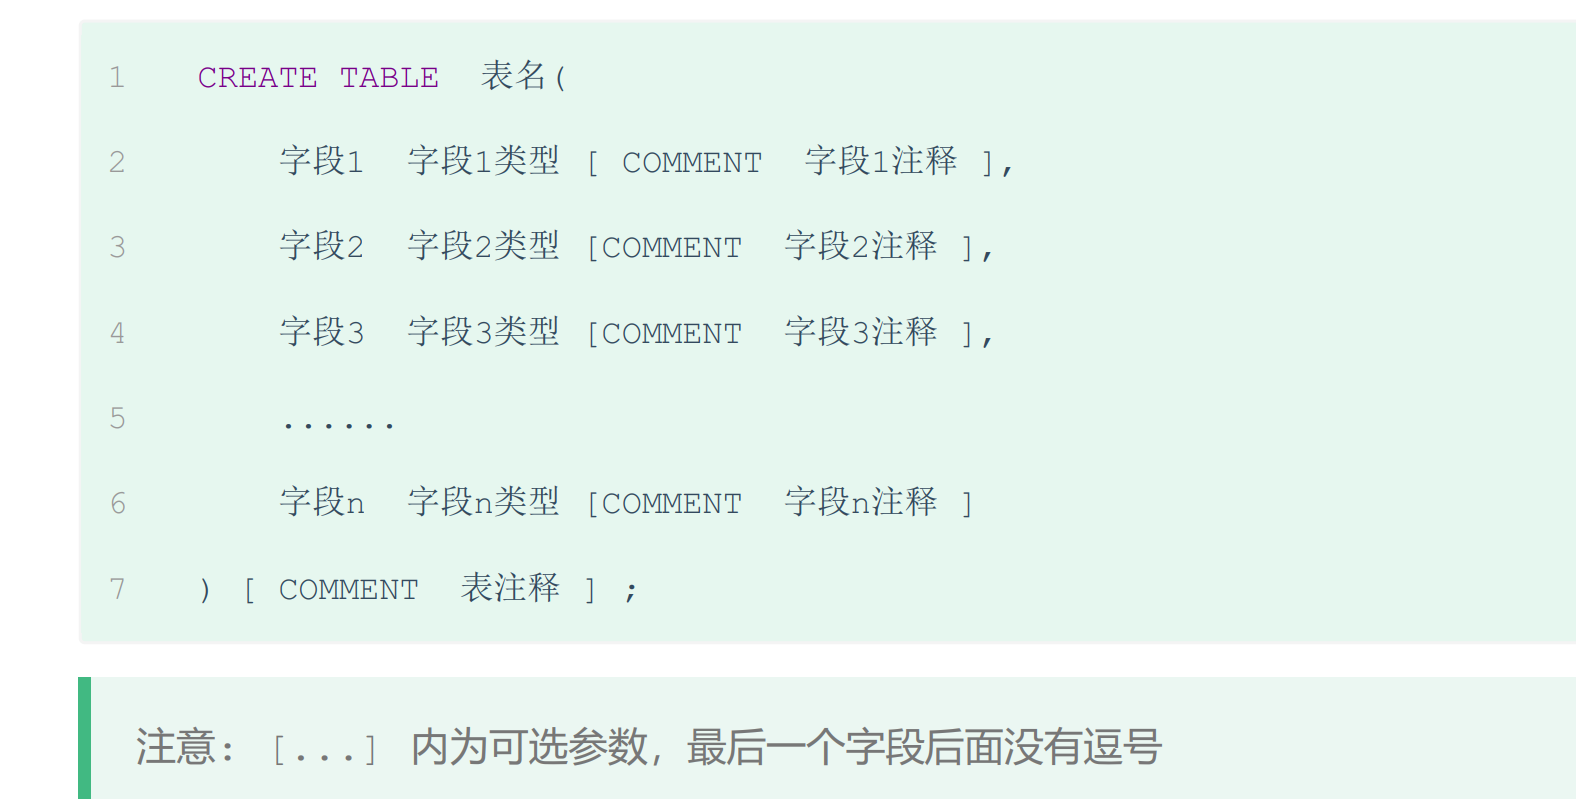 1 CREATE TABLE 表名(
2 字段1 字段1类型 [ COMMENT 字段1注释 ],
3 字段2 字段2类型 [COMMENT 字段2注释 ],
4 字段3 字段3类型 [COMMENT 字段3注释 ],
5 ......
6 字段n 字段n类型 [COMMENT 字段n注释 ]
7 ) [ COMMENT 表注释 ] ;
注意: [...] 内为可选参数，最后一个字段后面没有逗号